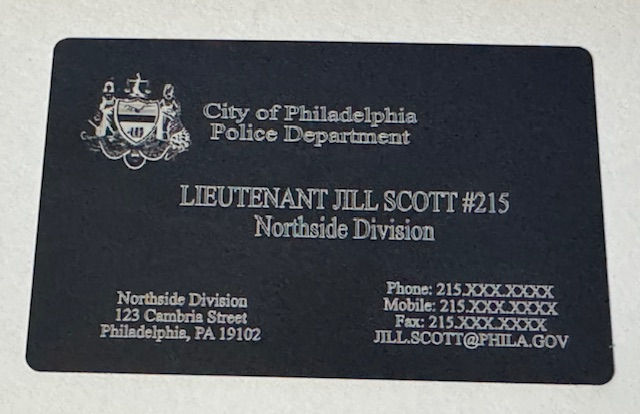 City of Philadelphia
Police Department
LIEUTENANT JILL SCOTT #215
Northside Division
Northside Division
123 Cambria Street
Philadelphia, PA 19102
Phone: 215.XXX.XXXX
Mobile: 215.XXX.XXXX
Fax: 215.XXX.XXXX
JILL.SCOTT@PHILA.GOV